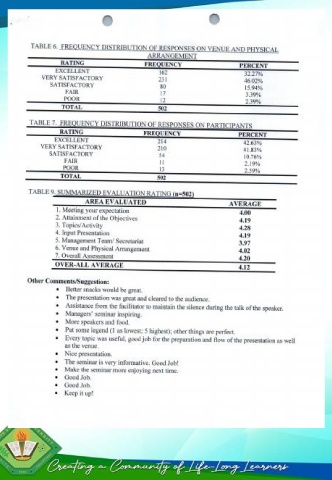 TABLE 6. FREQUENCY DISTRIBUTION OF RESPONSES ON VENUE AND PHYSICAL
ARRANGEMENT
RATING FREQUENCY PERCENT
EXCELLENT 162 32.27%
VERY SATISFACTORY 231 46.02%
SATISFACTORY 80 15.94%
FAIR 17 3.39%
POOR 12 2.39%
TOTAL 502
TABLE 7. FREQUENCY DISTRIBUTION OF RESPONSES ON PARTICIPANTS
RATING FREQUENCY PERCENT
EXCELLENT 214 42.63%
VERY SATISFACTORY 210 41.83%
SATISFACTORY 54 10.76%
FAIR 11 2.19%
POOR 13 2.59%
TOTAL 502
TABLE 9. SUMMARIZED EVALUATION RATING (n=502)
AREA EVALUATED AVERAGE
1. Meeting your expectation 4.00
2. Attainment of the Objectives 4.19
3. Topics/Activity 4.28
4. Input Presentation 4.19
5. Management Team/ Secretariat 3.97
6. Venue and Physical Arrangement 4.02
7. Overall Assessment 4.20
OVER-ALL AVERAGE 4.12
Other Comments/Suggestion:
• Better snacks would be great.
• The presentation was great and cleared to the audience.
• Assistance from the facilitator to maintain the silence during the talk of the speaker.
• Managers' seminar inspiring.
• More speakers and food.
• Put some legend (1 as lowest; 5 highest); other things are perfect.
• Every topic was useful, good job for the preparation and flow of the presentation as well
as the venue.
• Nice presentation.
• The seminar is very informative. Good Job!
• Make the seminar more enjoying next time.
• Good Job.
• Good Job.
• Keep it up!
Creating a Community of Life-Long Learners